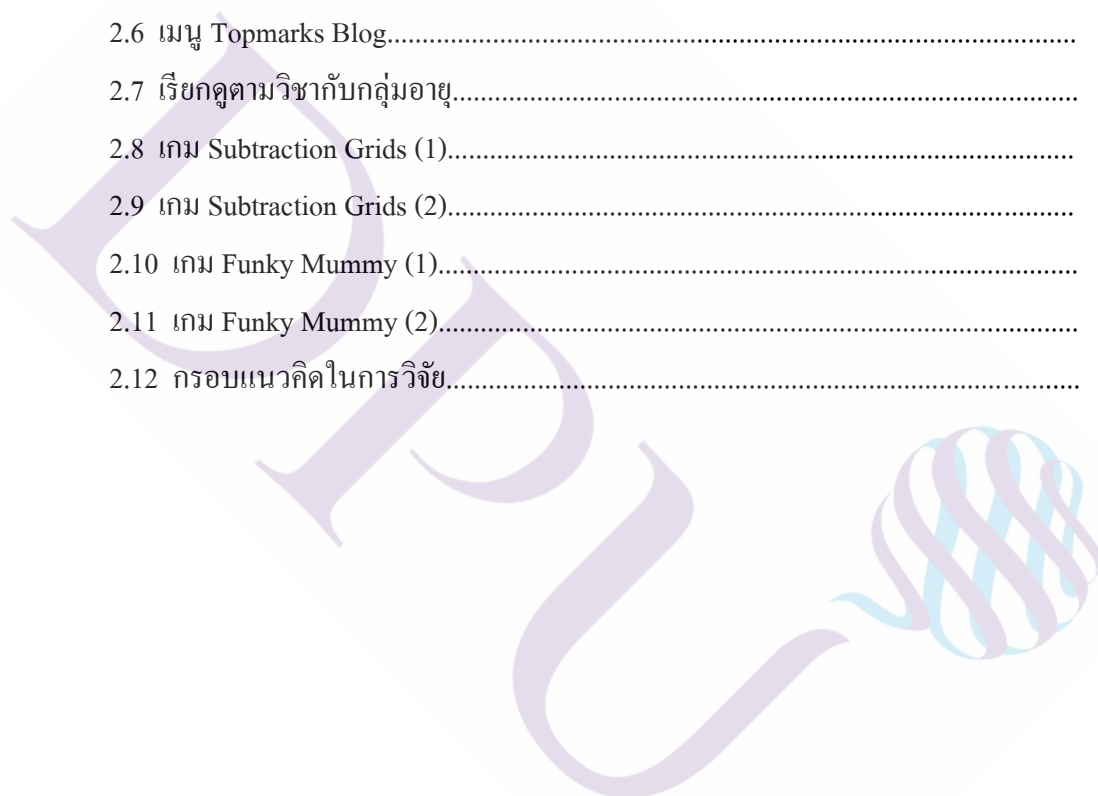 2.6 เมนู Topmarks Blog................................................................................................
2.7 เรียกดูตามวิชากับกลุ่มอายุ.......................................................................................
2.8 เกม Subtraction Grids (1).......................................................................................
2.9 เกม Subtraction Grids (2).......................................................................................
2.10 เกม Funky Mummy (1).........................................................................................
2.11 เกม Funky Mummy (2).........................................................................................
2.12 กรอบแนวคิดในการวิจัย........................................................................................
DPU